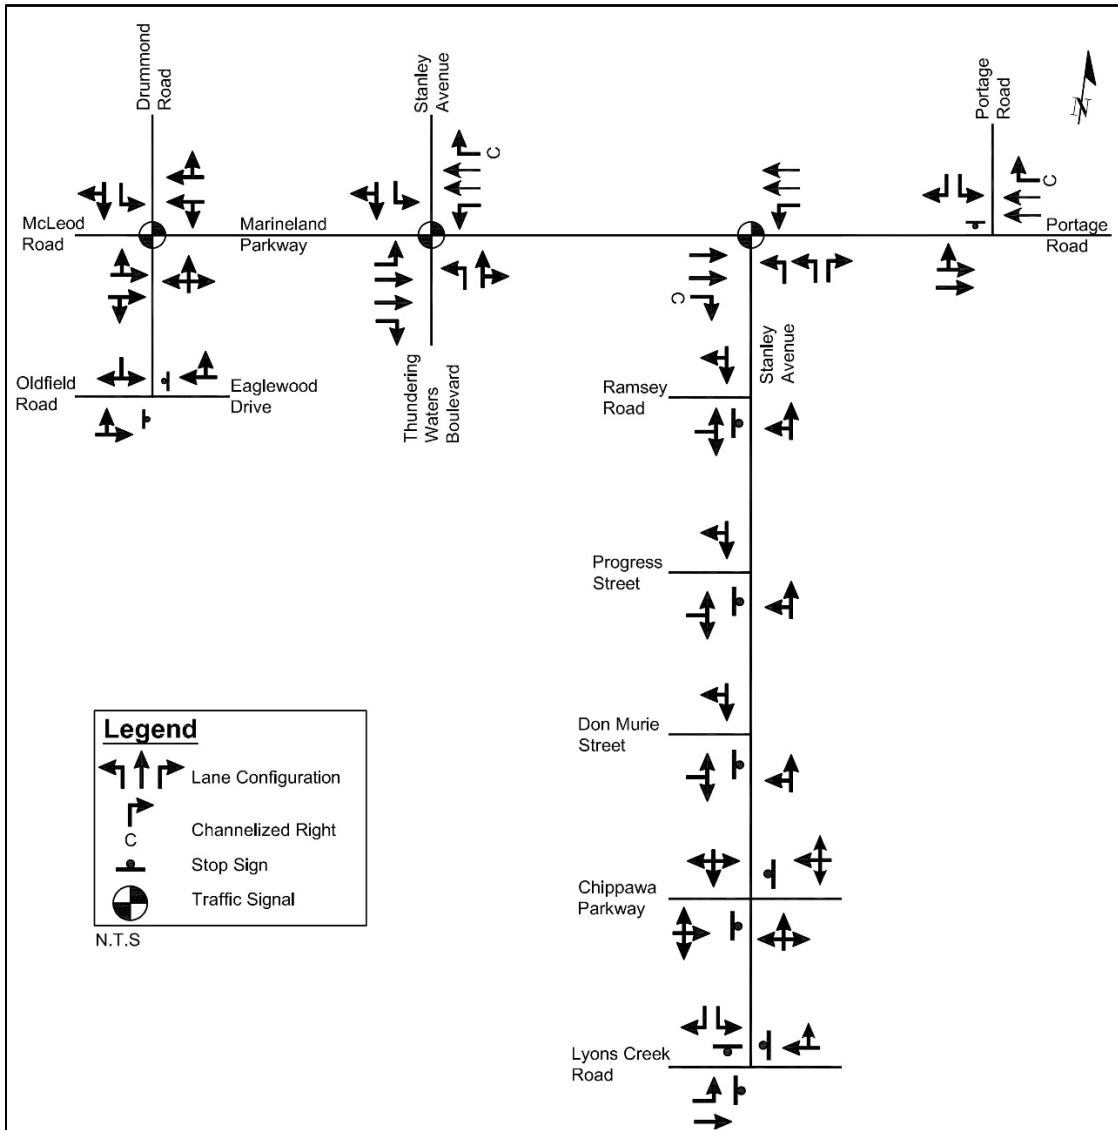 Drummond
Road
Stanley
Avenue
Portage
Road
N
C
C
McLeod
Road
Marineland
Parkway
Portage
Road
C
Stanley
Avenue
Oldfield
Road
Eaglewood
Drive
Thundering
Waters
Boulevard
Ramsey
Road
Progress
Street
Don Murie
Street
Legend
Lane Configuration
C
Channelized Right
Stop Sign
Traffic Signal
N.T.S
Chippawa
Parkway
Lyons Creek
Road